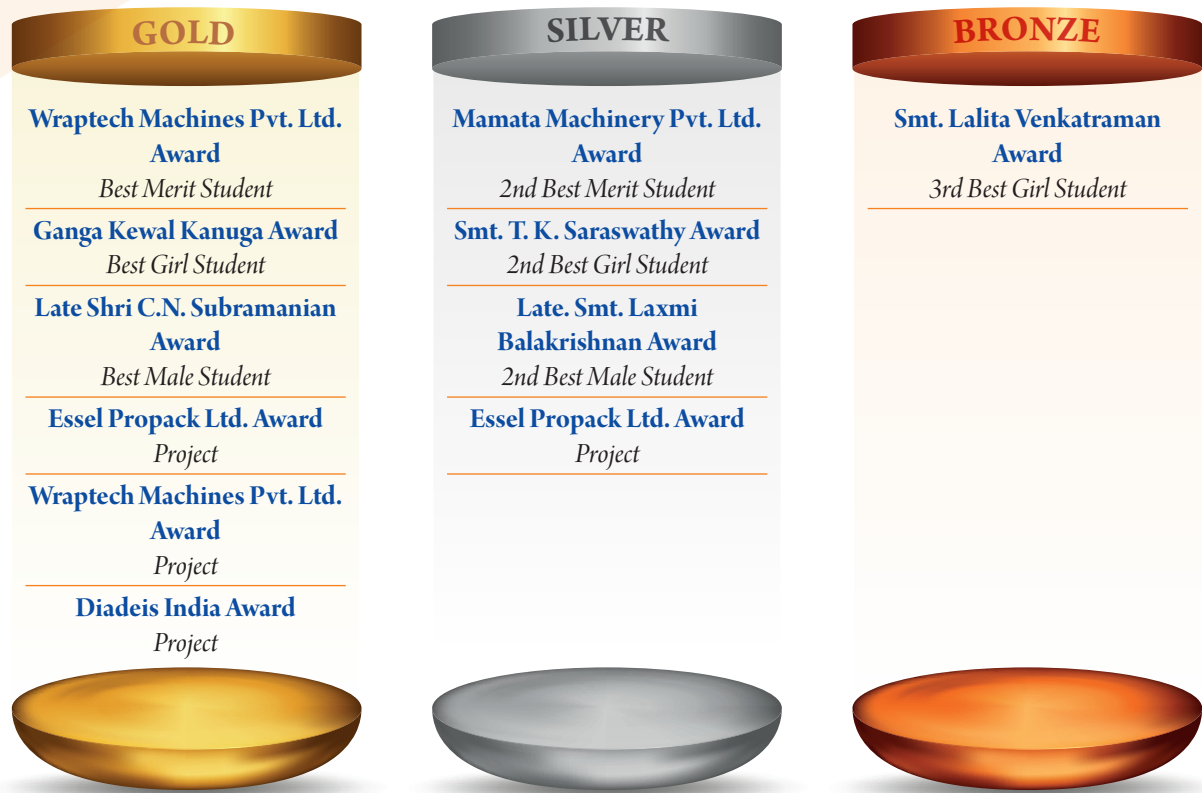 GOLD
Wraptech Machines Pvt. Ltd.
Award
Best Merit Student
Ganga Kewal Kanuga Award
Best Girl Student
Late Shri C.N. Subramanian
Award
Best Male Student
Essel Propack Ltd. Award
Project
Wraptech Machines Pvt. Ltd.
Award
Project
Diadeis India Award
Project
SILVER
Mamata Machinery Pvt. Ltd.
Award
2nd Best Merit Student
Smt. T. K. Saraswathy Award
2nd Best Girl Student
Late. Smt. Laxmi
Balakrishnan Award
2nd Best Male Student
Essel Propack Ltd. Award
Project
BRONZE
Smt. Lalita Venkatraman
Award
3rd Best Girl Student